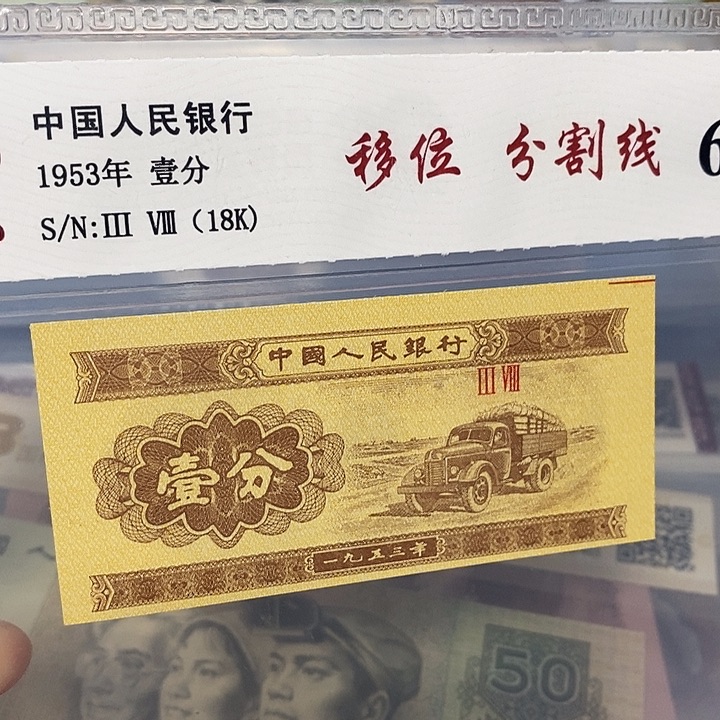 中国人民银行
1953年 壹分
S/N:III VIII (18K)
移位 分割线
6
中國人民銀行
III VIII
壹分
一九五三年
50